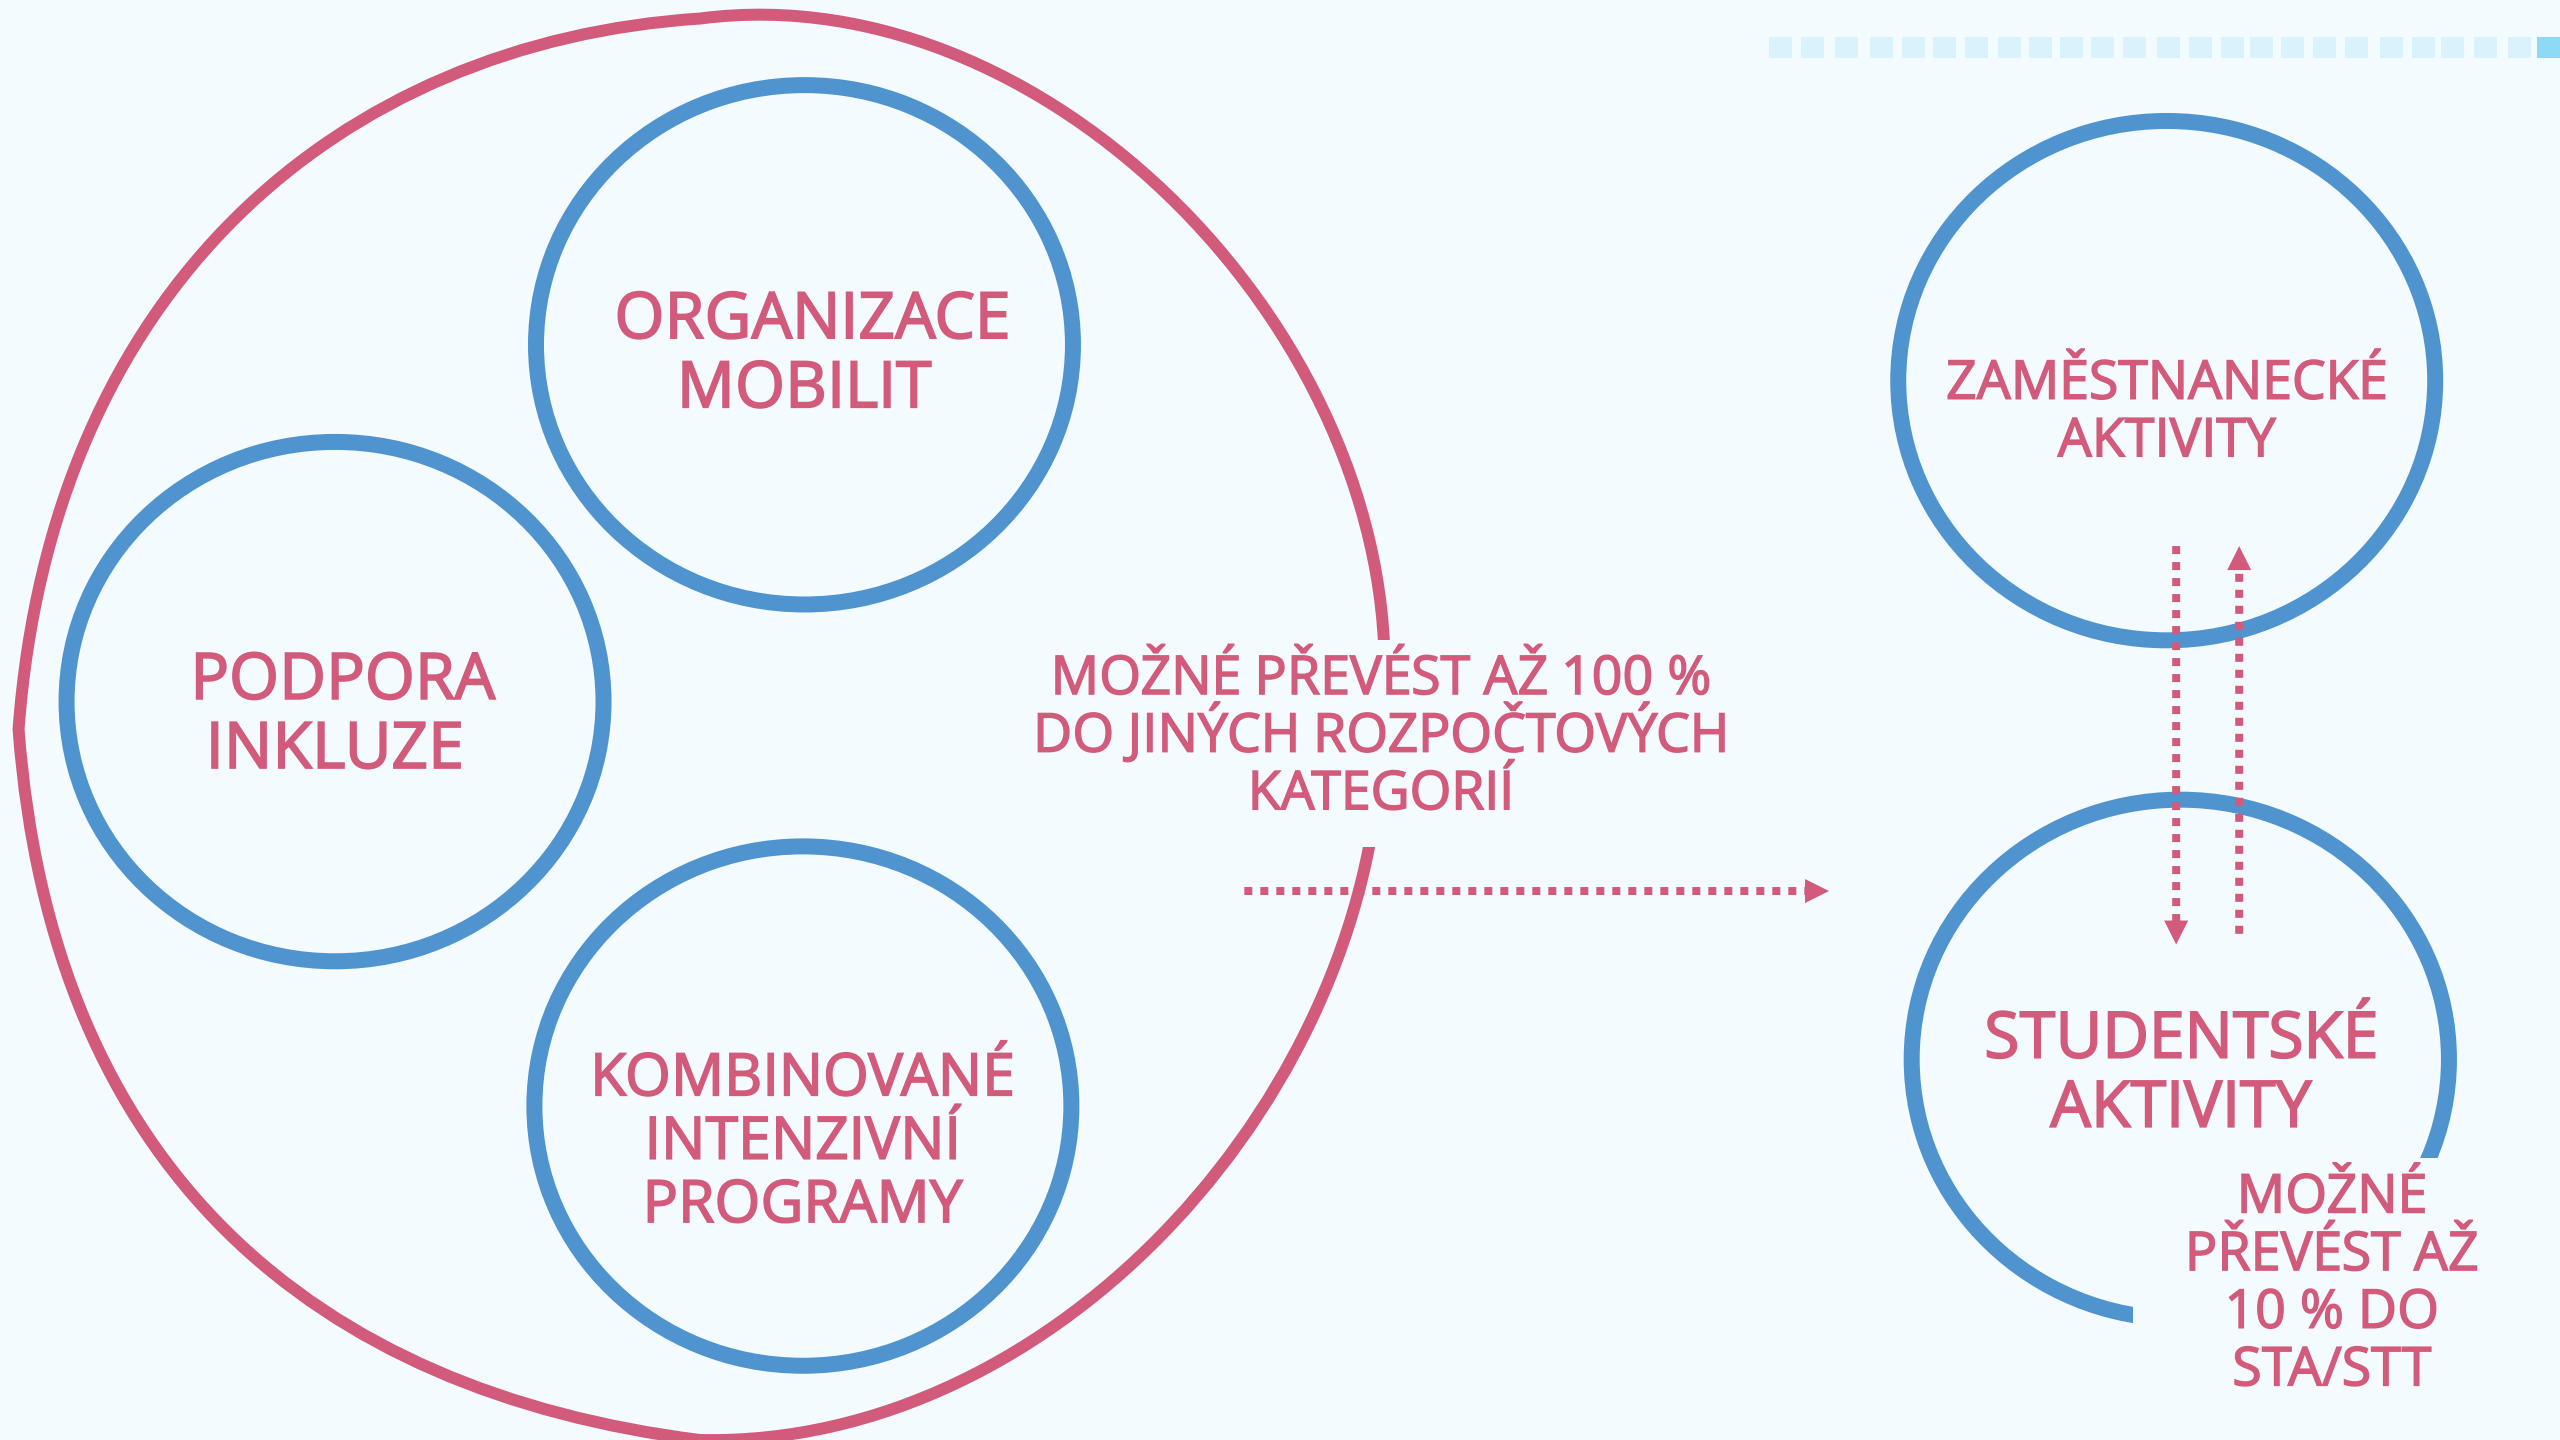 ORGANIZACE
MOBILIT
PODPORA
INKLUZE
KOMBINOVANÉ
INTENZIVNÍ
PROGRAMY
MOŽNÉ PŘEVÉST AŽ 100 %
DO JINÝCH ROZPOČTOVÝCH
KATEGORIÍ
ZAMĚSTNANECKÉ
AKTIVITY
STUDENTSKÉ
AKTIVITY
MOŽNÉ
PŘEVÉST AŽ
10 % DO
STA/STT